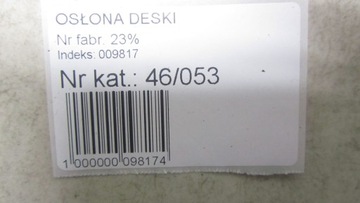 OSŁONA DESKI
Nr fabr. 23%
Indeks: 009817
Nr kat.: 46/053
1 000000 098174